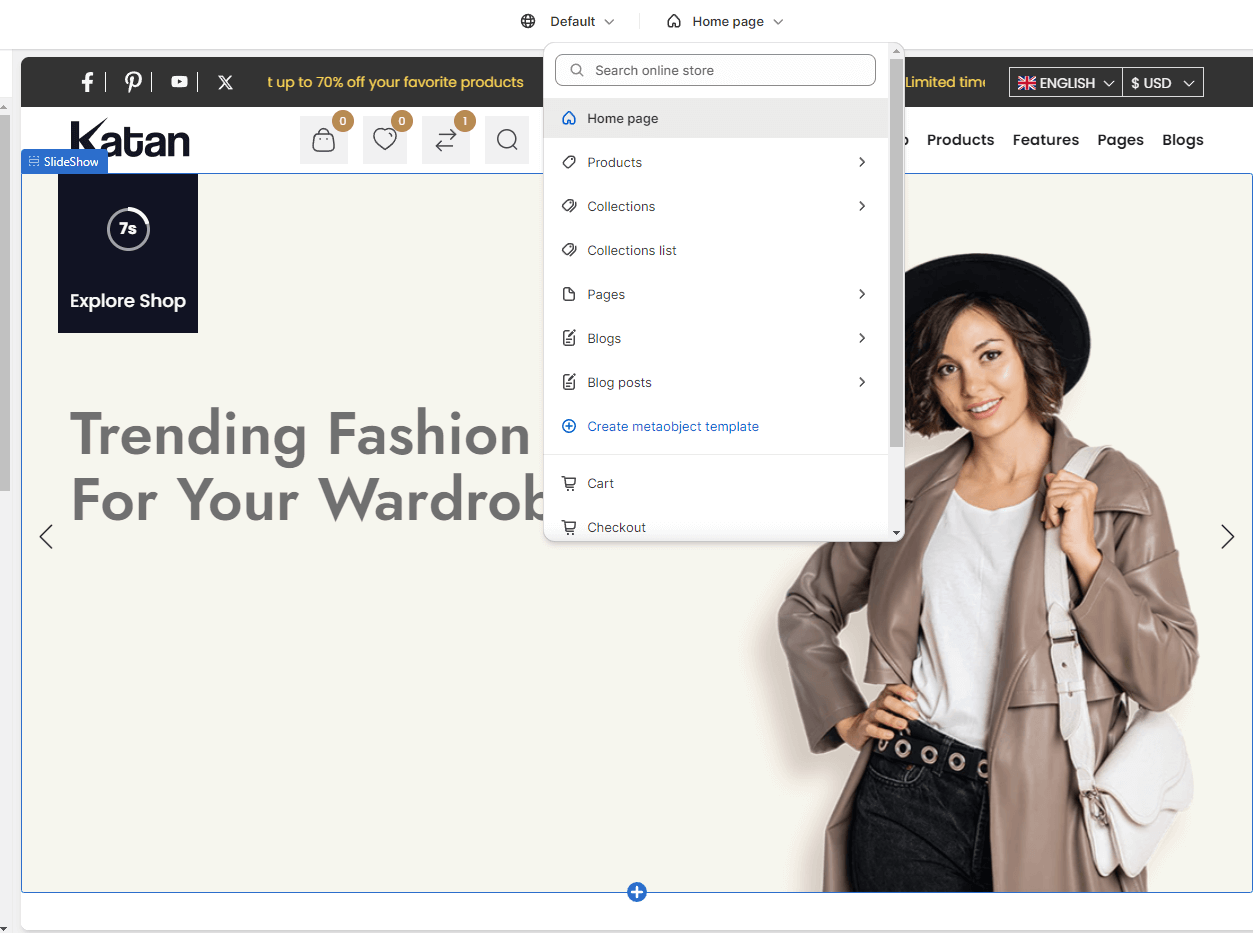 Default
Home page
t up to 70% off your favorite products
Limited time
ENGLISH
$ USD
Search online store
Katan
0
0
1
Products
Features
Pages
Blogs
SlideShow
Home page
Products
Collections
Collections list
Pages
Blogs
Blog posts
Create metaobject template
Cart
Checkout
7s
Explore Shop
Trending Fashion
For Your Wardrob